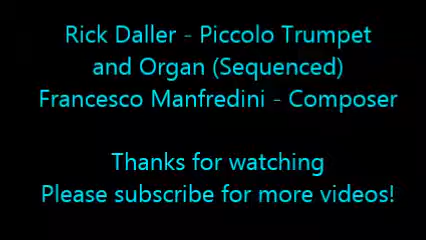 Rick Daller - Piccolo Trumpet
and Organ (Sequenced)
Francesco Manfredini - Composer
Thanks for watching
Please subscribe for more videos!